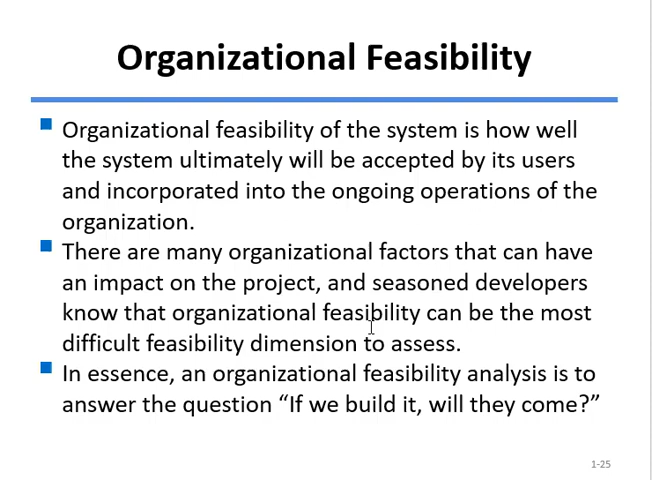 Organizational Feasibility
Organizational feasibility of the system is how well
the system ultimately will be accepted by its users
and incorporated into the ongoing operations of the
organization.
There are many organizational factors that can have
an impact on the project, and seasoned developers
know that organizational feasibility can be the most
difficult feasibility dimension to assess.
In essence, an organizational feasibility analysis is to
answer the question “If we build it, will they come?”
1-25